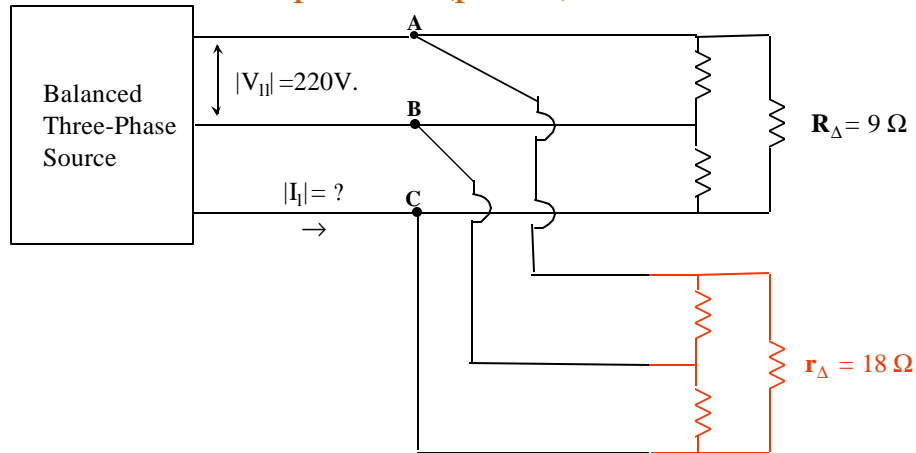 A
|V_ll| =220V.
Balanced
Three-Phase
Source
B
R_Δ = 9 Ω
|I_l| = ?
→
C
r_Δ = 18 Ω